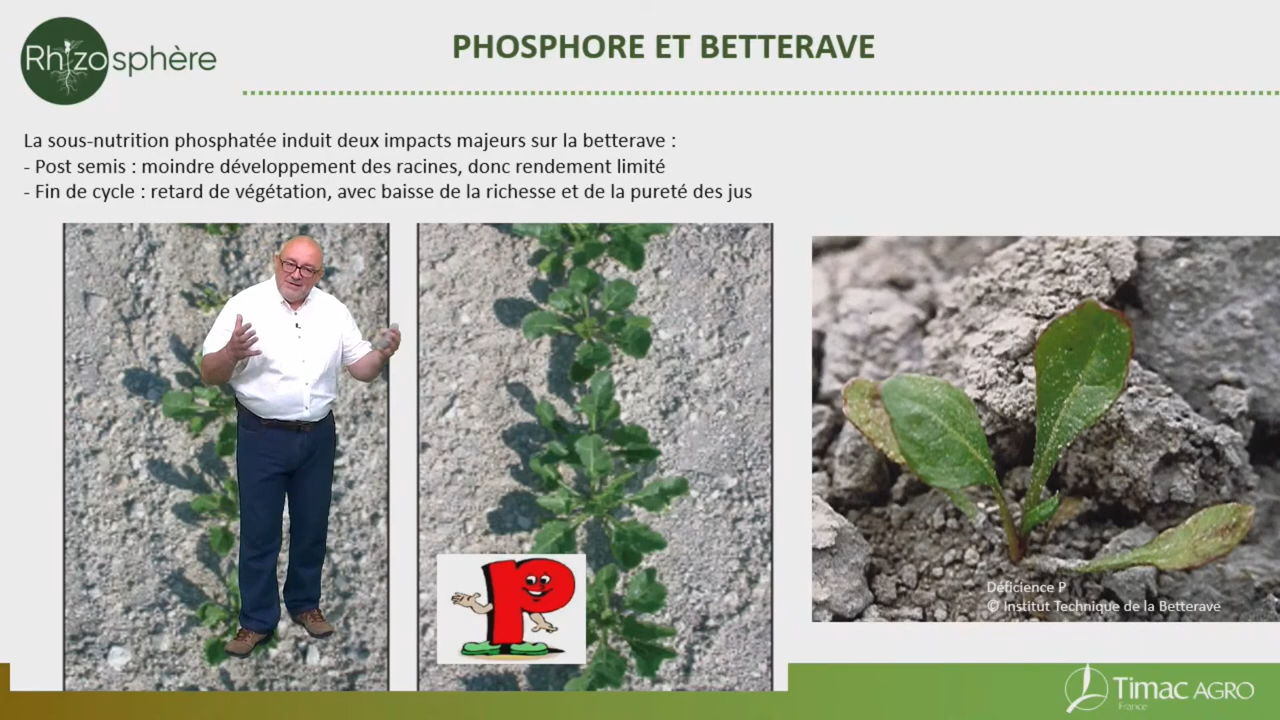 Rhizosphère
PHOSPHORE ET BETTERAVE
La sous-nutrition phosphatée induit deux impacts majeurs sur la betterave :
- Post semis : moindre développement des racines, donc rendement limité
- Fin de cycle : retard de végétation, avec baisse de la richesse et de la pureté des jus
P
Déficience P
© Institut Technique de la Betterave
Timac AGRO
France